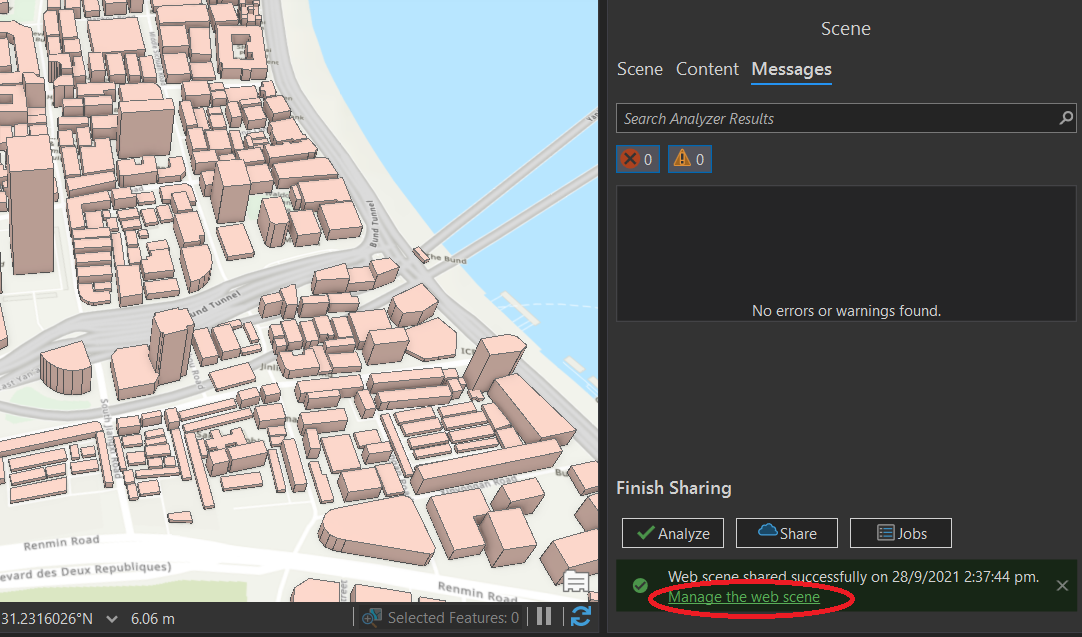 Scene
Scene Content Messages
Search Analyzer Results
0 0
No errors or warnings found.
Finish Sharing
Analyze Share Jobs
Web scene shared successfully on 28/9/2021 2:37:44 pm.
Manage the web scene
Bund Tunnel
The Bund
und Tunnel
Renmin Road
evard des Deux Republiques)
Renmin Road
31.2316026°N 6.06 m
Selected Features: 0